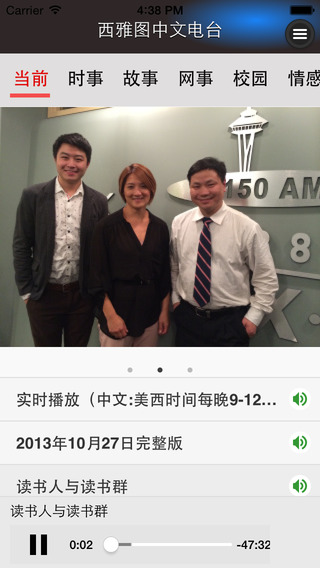 Carrier 4:38 PM
西雅图中文电台
当前 时事 故事 网事 校园 情感
150 AM
8
实时播放（中文:美西时间每晚9-12...
2013年10月27日完整版
读书人与读书群
读书人与读书群
0:02 -47:32